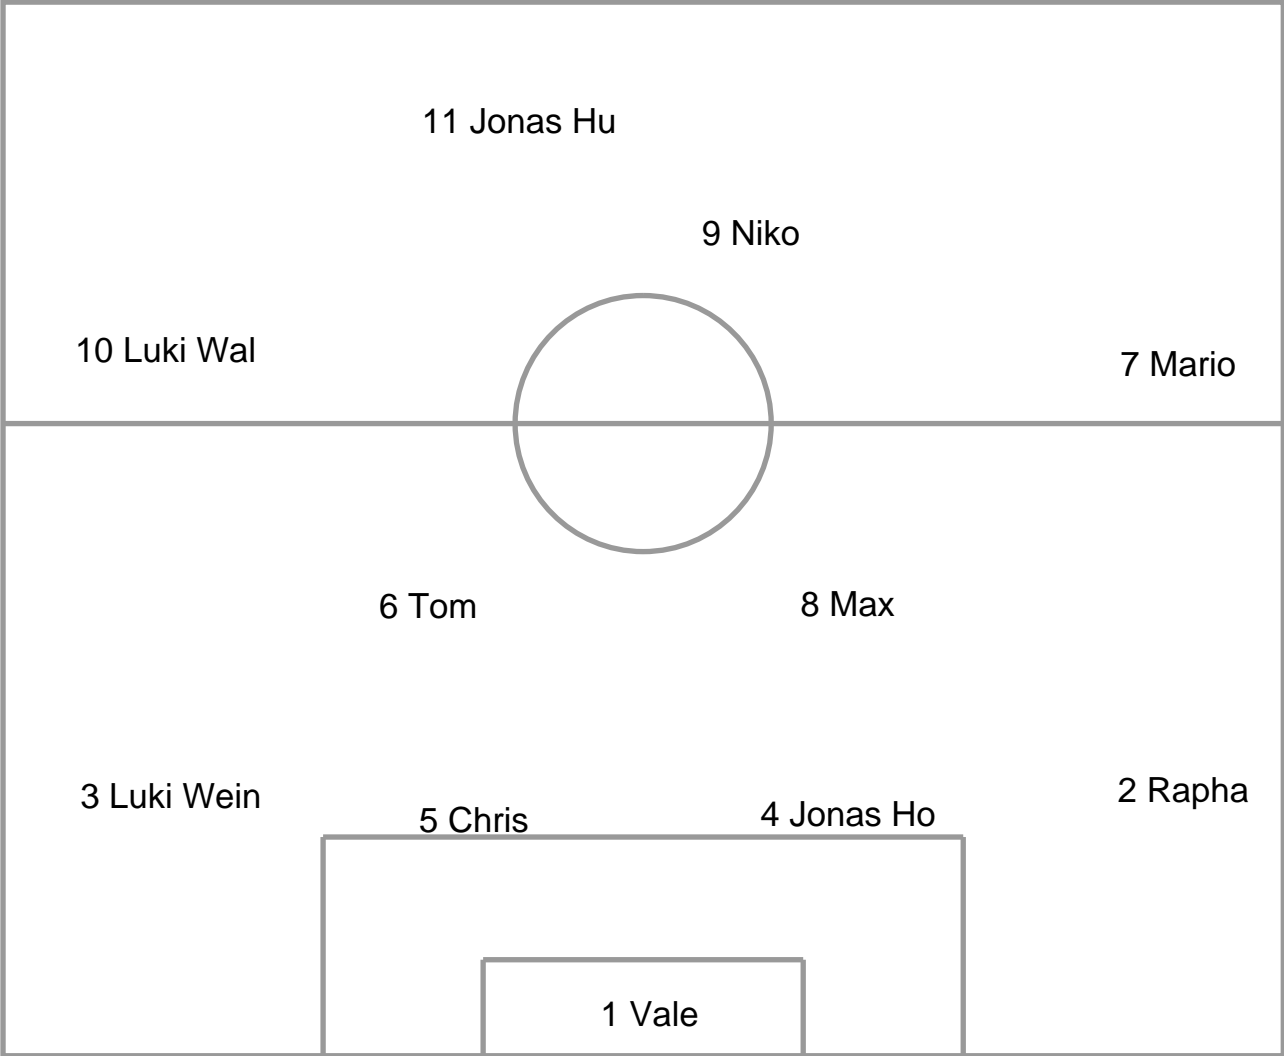 11 Jonas Hu
9 Niko
10 Luki Wal
7 Mario
6 Tom
8 Max
3 Luki Wein
2 Rapha
5 Chris
4 Jonas Ho
1 Vale